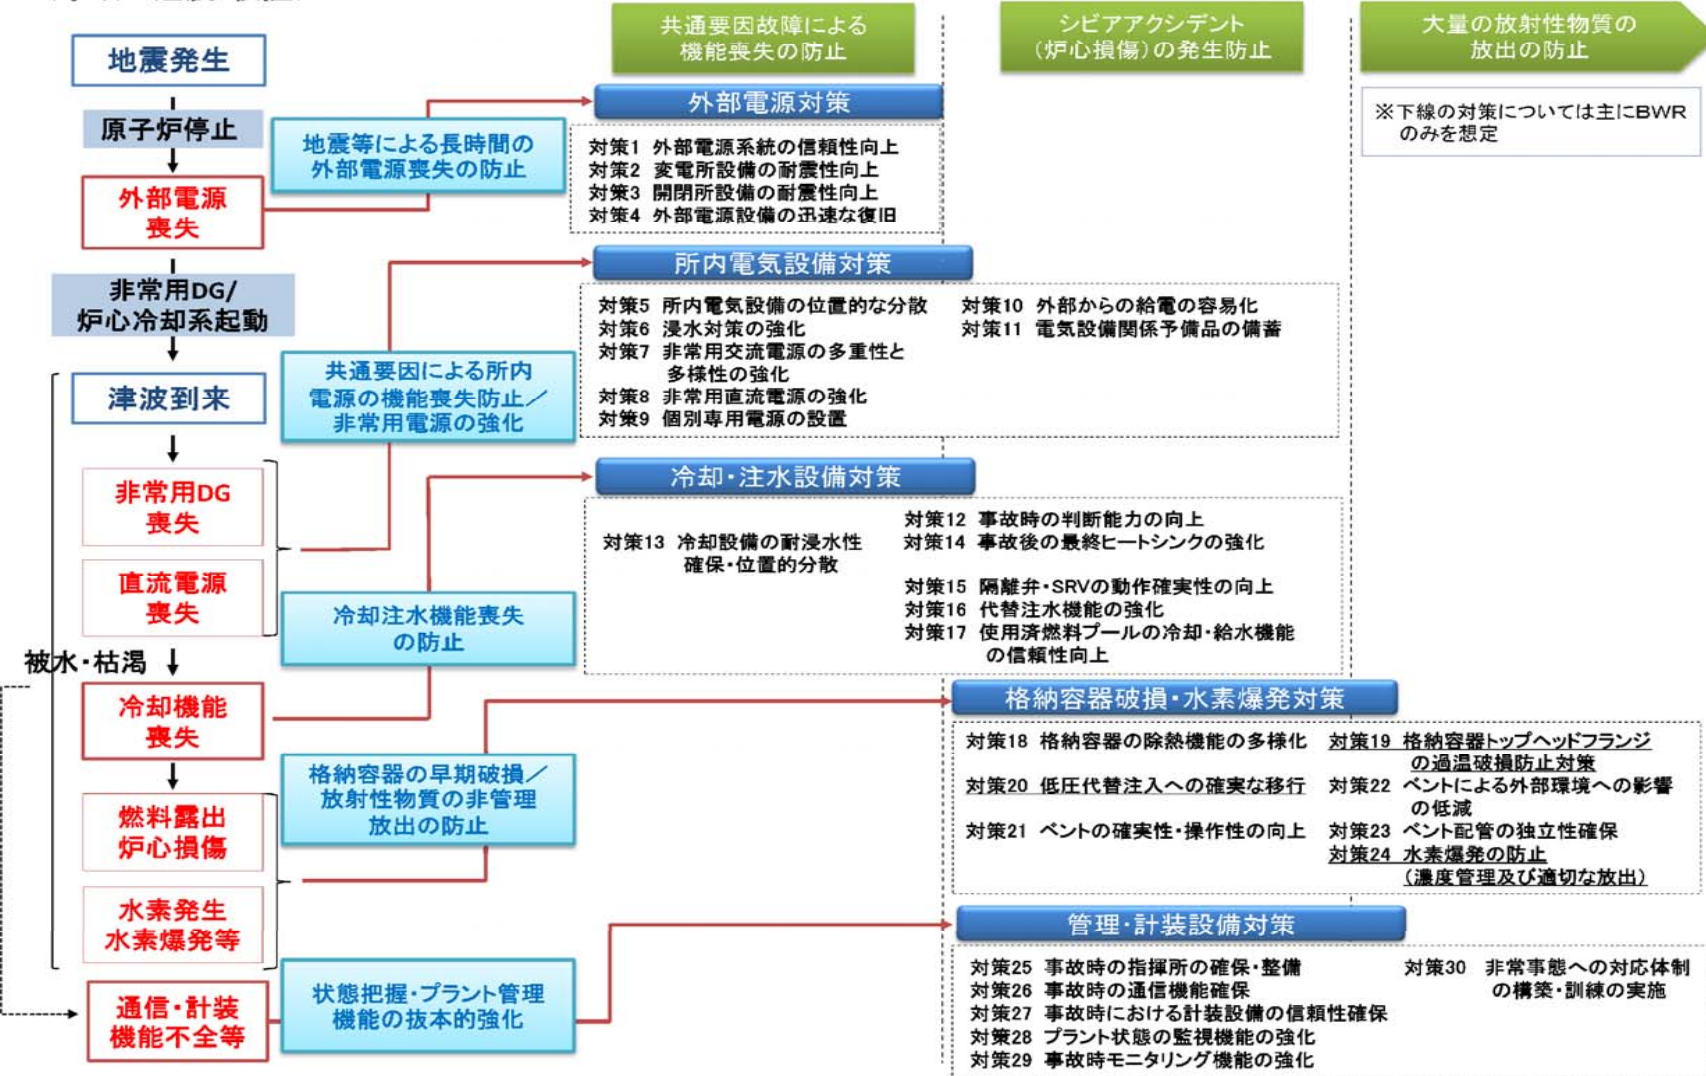 共通要因故障による
機能喪失の防止
シビアアクシデント
（炉心損傷）の発生防止
大量の放射性物質の
放出の防止
※下線の対策については主にBWR
のみを想定
地震発生
原子炉停止
外部電源
喪失
非常用DG/
炉心冷却系起動
津波到来
非常用DG
喪失
直流電源
喪失
被水・枯渇
冷却機能
喪失
燃料露出
炉心損傷
水素発生
水素爆発等
通信・計装
機能不全等
地震等による長時間の
外部電源喪失の防止
共通要因による所内
電源の機能喪失防止／
非常用電源の強化
冷却注水機能喪失
の防止
格納容器の早期破損／
放射性物質の非管理
放出の防止
状態把握・プラント管理
機能の抜本的強化
外部電源対策
対策1 外部電源系統の信頼性向上
対策2 変電所設備の耐震性向上
対策3 開閉所設備の耐震性向上
対策4 外部電源設備の迅速な復旧
所内電気設備対策
対策5 所内電気設備の位置的な分散
対策6 浸水対策の強化
対策7 非常用交流電源の多重性と
多様性の強化
対策8 非常用直流電源の強化
対策9 個別専用電源の設置
対策10 外部からの給電の容易化
対策11 電気設備関係予備品の備蓄
冷却・注水設備対策
対策13 冷却設備の耐浸水性
確保・位置的分散
対策12 事故時の判断能力の向上
対策14 事故後の最終ヒートシンクの強化
対策15 隔離弁・SRVの動作確実性の向上
対策16 代替注水機能の強化
対策17 使用済燃料プールの冷却・給水機能
の信頼性向上
格納容器破損・水素爆発対策
対策18 格納容器の除熱機能の多様化
対策20 低圧代替注入への確実な移行
対策21 ベントの確実性・操作性の向上
対策19 格納容器トップヘッドフランジ
の過温破損防止対策
対策22 ベントによる外部環境への影響
の低減
対策23 ベント配管の独立性確保
対策24 水素爆発の防止
（濃度管理及び適切な放出）
管理・計装設備対策
対策25 事故時の指揮所の確保・整備
対策26 事故時の通信機能確保
対策27 事故時における計装設備の信頼性確保
対策28 プラント状態の監視機能の強化
対策29 事故時モニタリング機能の強化
対策30 非常事態への対応体制
の構築・訓練の実施